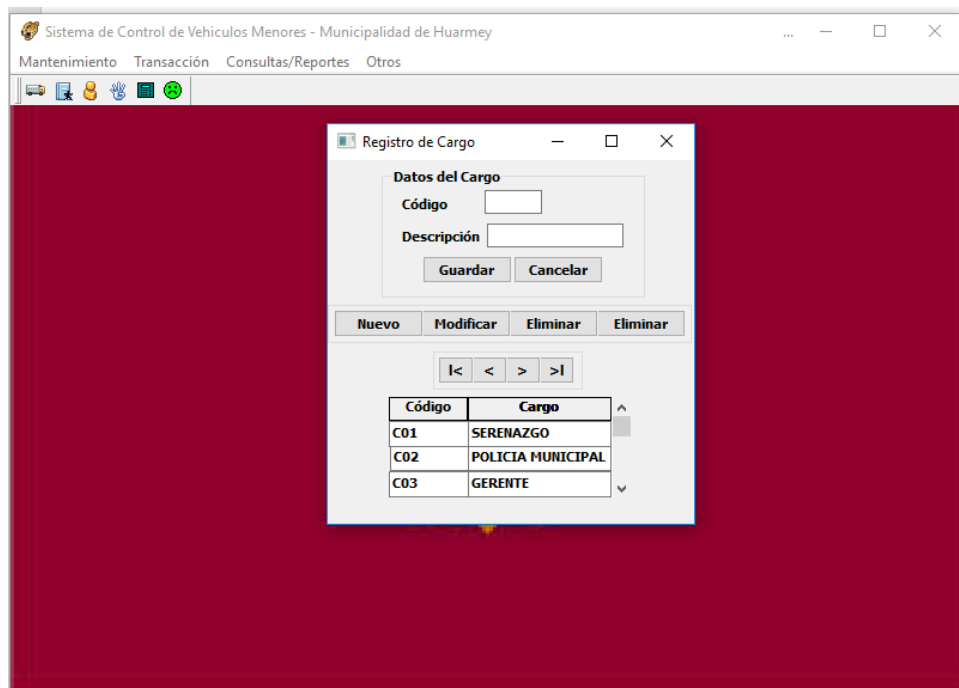 Sistema de Control de Vehiculos Menores - Municipalidad de Huarmey ...
Mantenimiento Transacción Consultas/Reportes Otros
Registro de Cargo
Datos del Cargo
Código
Descripción
Guardar Cancelar
Nuevo Modificar Eliminar Eliminar
I< < > >I
Código Cargo
C01 SERENAZGO
C02 POLICIA MUNICIPAL
C03 GERENTE